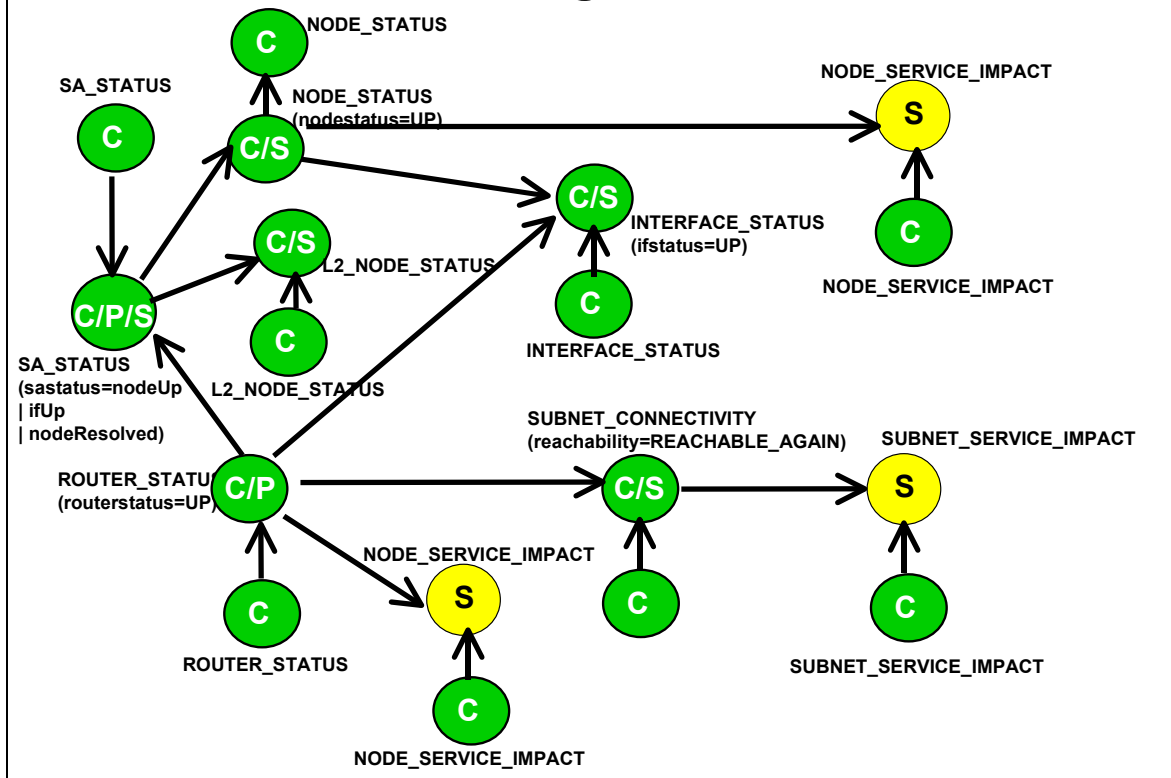 C
NODE_STATUS
SA_STATUS
C
NODE_STATUS
(nodestatus=UP)
C/S
NODE_SERVICE_IMPACT
S
C/S
INTERFACE_STATUS
(ifstatus=UP)
C
NODE_SERVICE_IMPACT
C/S
L2_NODE_STATUS
C/P/S
C
INTERFACE_STATUS
C
L2_NODE_STATUS
SA_STATUS
(sastatus=nodeUp
| ifUp
| nodeResolved)
SUBNET_CONNECTIVITY
(reachability=REACHABLE_AGAIN)
SUBNET_SERVICE_IMPACT
ROUTER_STATUS
(routerstatus=UP)
C/P
C/S
S
NODE_SERVICE_IMPACT
S
C
ROUTER_STATUS
C
C
SUBNET_SERVICE_IMPACT
C
NODE_SERVICE_IMPACT